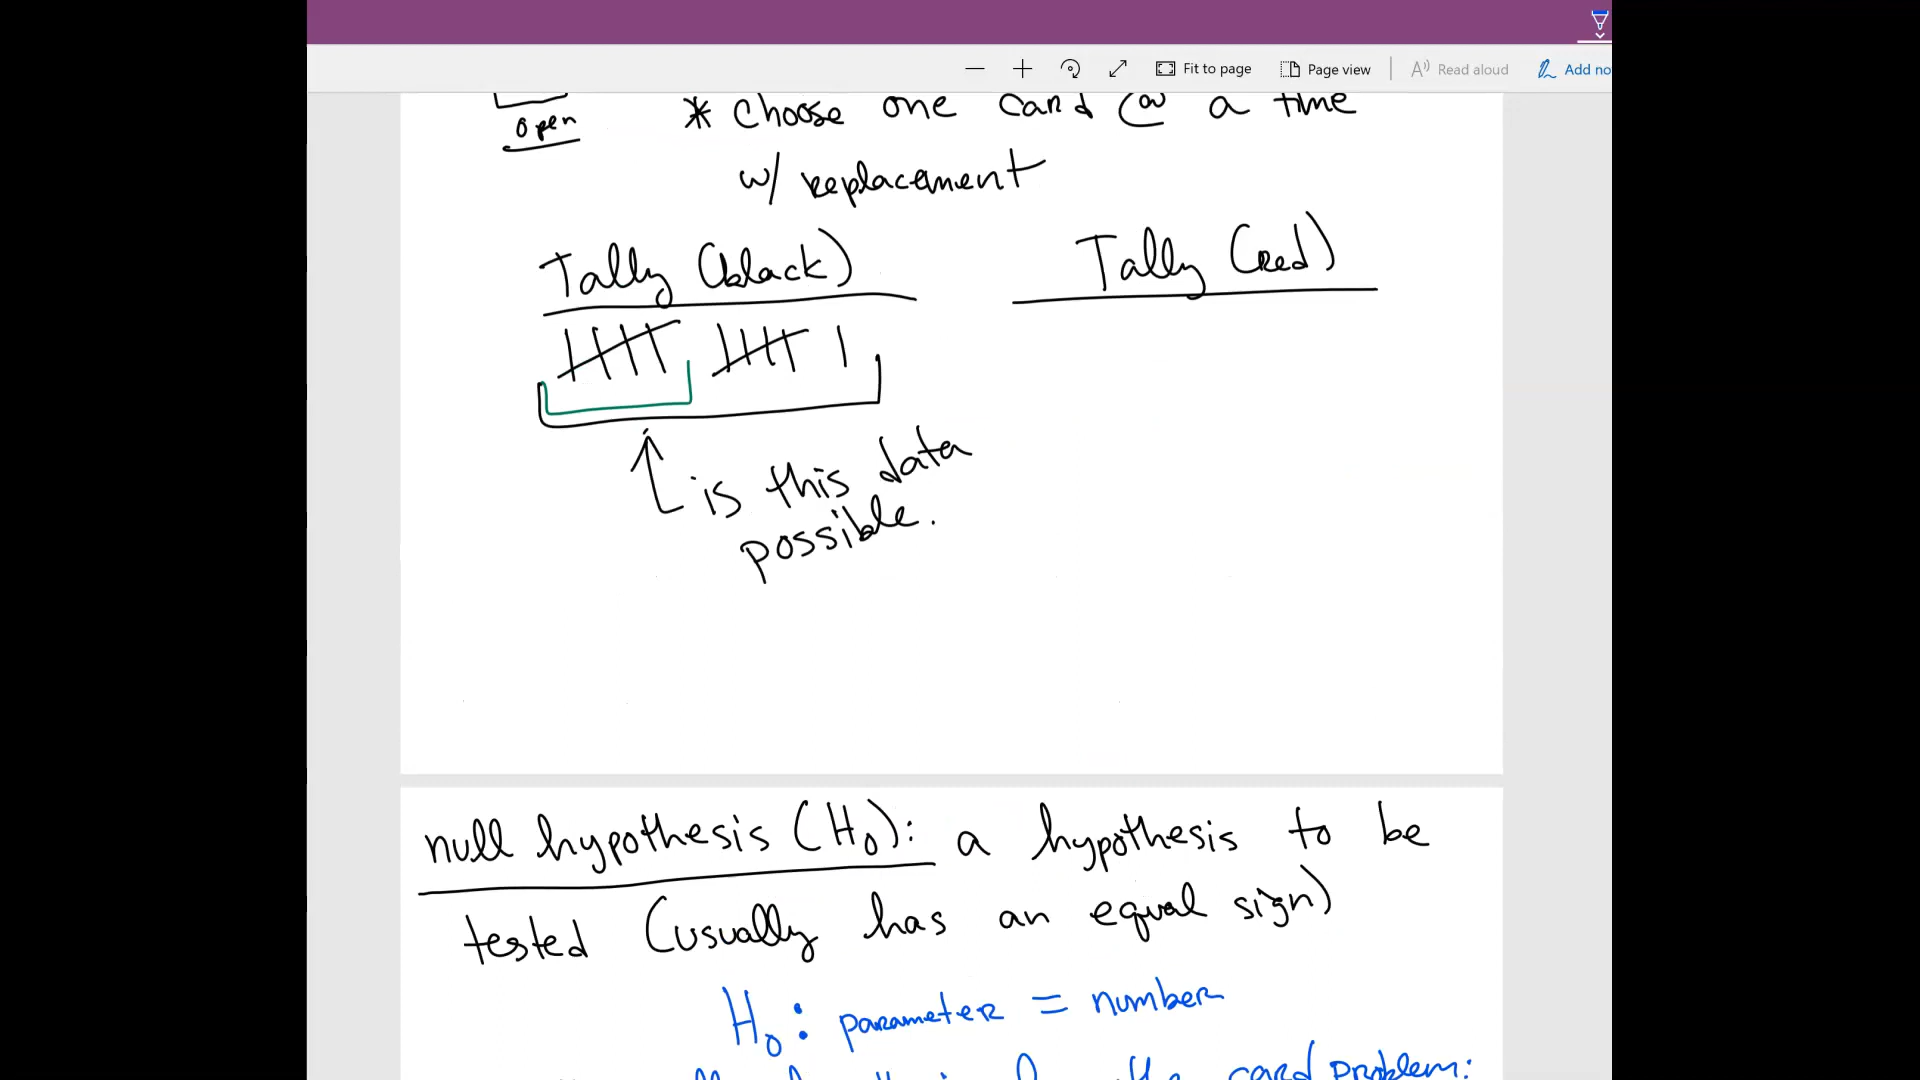 Fit to page
Page view
Read aloud
Add no
open
* Choose one card @ a time
w/ replacement
Tally (black)
Tally (red)
is this data
possible.
null hypothesis (H₀): a hypothesis to be
tested (usually has an equal sign)
H₀: parameter = number
card problem: